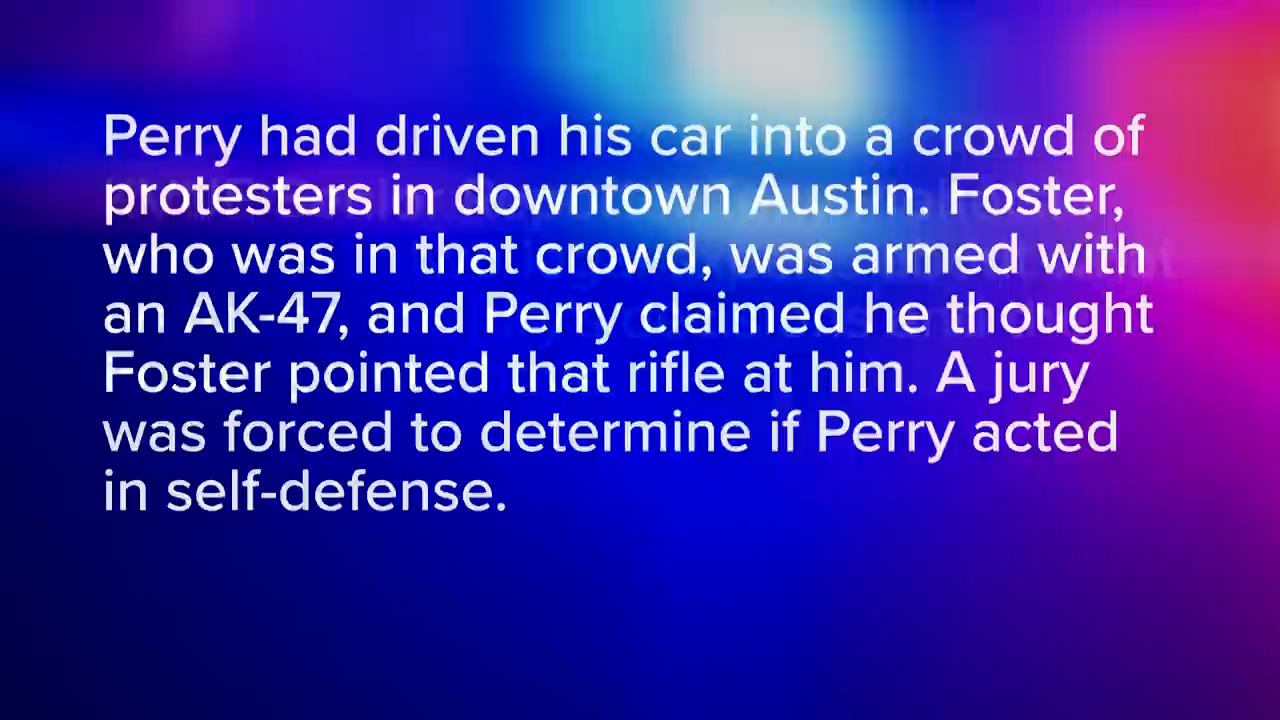 Perry had driven his car into a crowd of
protesters in downtown Austin. Foster,
who was in that crowd, was armed with
an AK-47, and Perry claimed he thought
Foster pointed that rifle at him. A jury
was forced to determine if Perry acted
in self-defense.